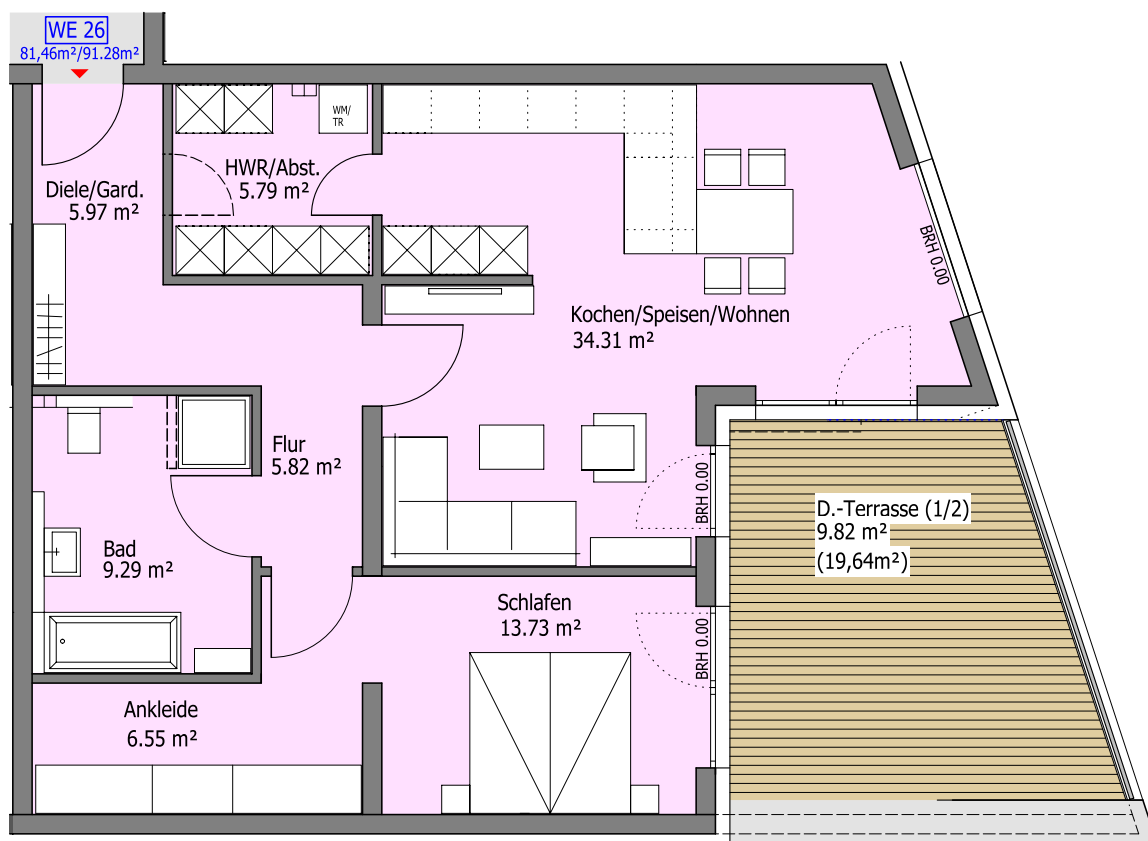 WE 26
81,46m²/91.28m²
WM/
TR
HWR/Abst.
5.79 m²
Diele/Gard.
5.97 m²
BRH 0.00
Kochen/Speisen/Wohnen
34.31 m²
Flur
5.82 m²
BRH 0.00
D.-Terrasse (1/2)
9.82 m²
(19,64m²)
Bad
9.29 m²
Schlafen
13.73 m²
BRH 0.00
Ankleide
6.55 m²